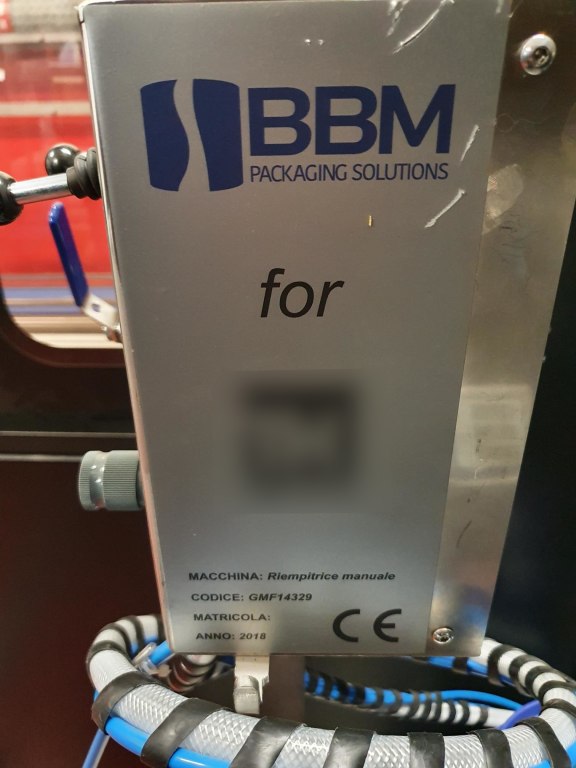 BBM
PACKAGING SOLUTIONS
for
MACCHINA: Riempitrice manuale
CODICE: GMF14329
MATRICOLA:
ANNO: 2018
CE